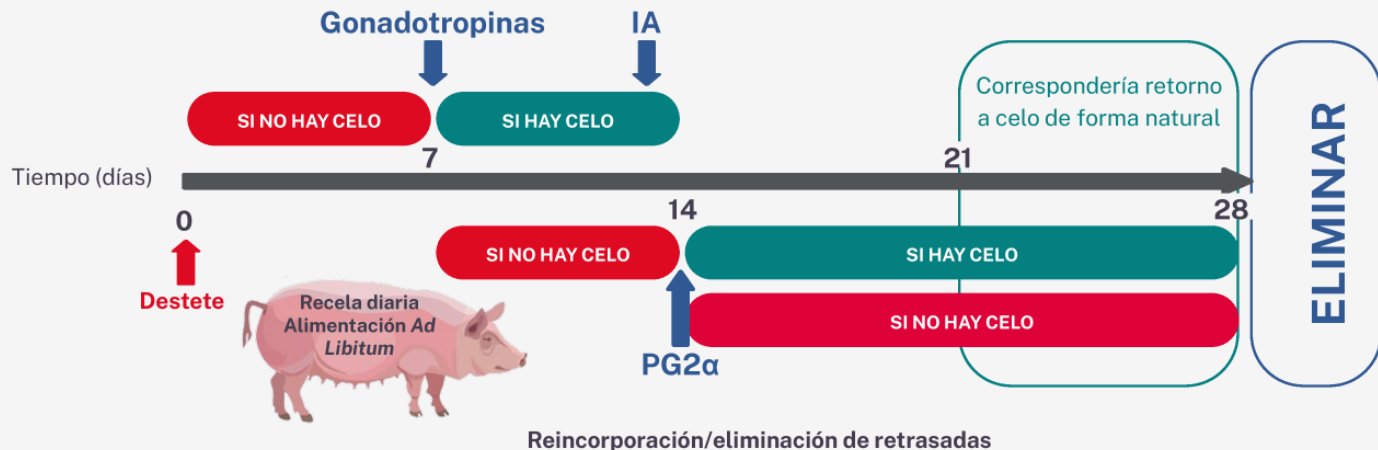 Gonadotropinas
IA
SI NO HAY CELO
SI HAY CELO
Correspondería retorno
a celo de forma natural
7
21
Tiempo (días)
0
14
28
Destete
SI NO HAY CELO
SI HAY CELO
SI NO HAY CELO
Recela diaria
Alimentación Ad
Libitum
PG2α
ELIMINAR
Reincorporación/eliminación de retrasadas